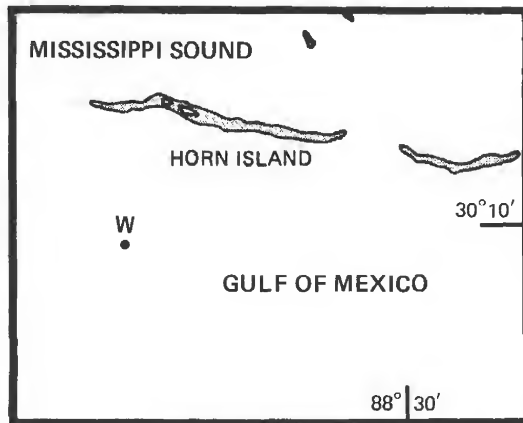 MISSISSIPPI SOUND
HORN ISLAND
30°10′
W
GULF OF MEXICO
88° 30′